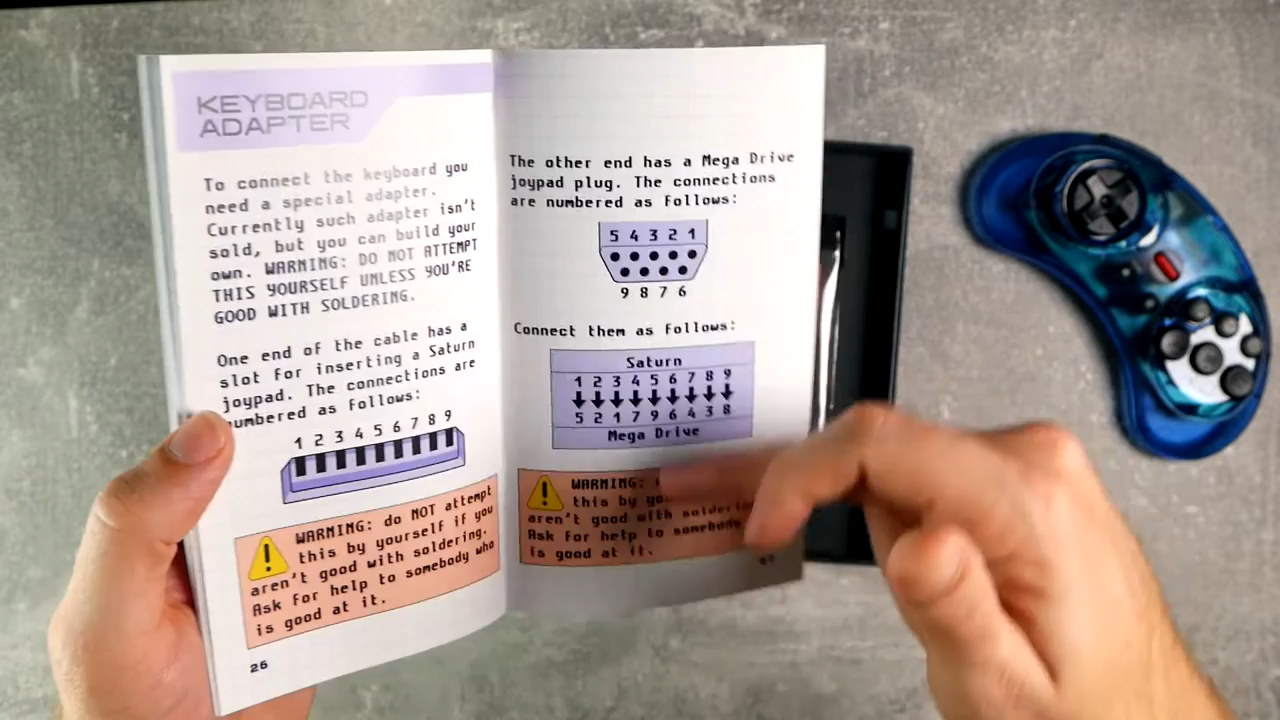 KEYBOARD
ADAPTER
To connect the keyboard you
need a special adapter.
Currently such adapter isn't
sold, but you can build your
own. WARNING: DO NOT ATTEMPT
THIS YOURSELF UNLESS YOU'RE
GOOD WITH SOLDERING.
One end of the cable has a
slot for inserting a Saturn
joypad. The connections are
numbered as follows:
1 2 3 4 5 6 7 8 9
WARNING: do NOT attempt
this by yourself if you
aren't good with soldering.
Ask for help to somebody who
is good at it.
26
The other end has a Mega Drive
joypad plug. The connections
are numbered as follows:
5 4 3 2 1
9 8 7 6
Connect them as follows:
Saturn
1 2 3 4 5 6 7 8 9
5 2 1 7 9 6 4 3 8
Mega Drive
WARNING:
this by
aren't good with
Ask for help to somebody
is good at it.